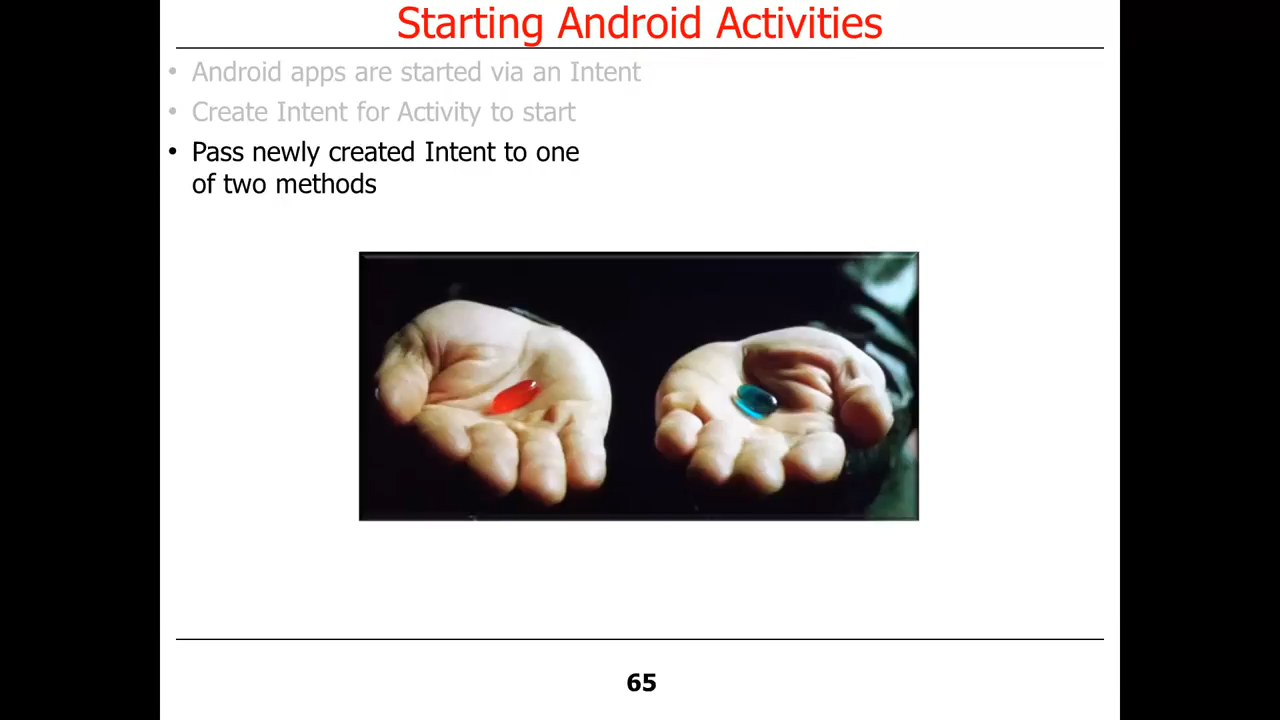 Starting Android Activities
• Android apps are started via an Intent
• Create Intent for Activity to start
• Pass newly created Intent to one
of two methods
65